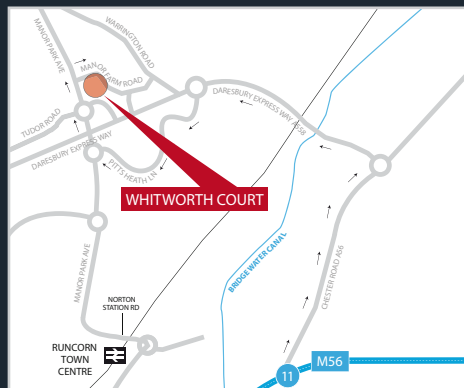 MANOR PARK AVE
WARRINGTON ROAD
MANOR FARM ROAD
TUDOR ROAD
DARESBURY EXPRESS WAY
DARESBURY EXPRESS WAY A558
PITTS HEATH LN
WHITWORTH COURT
MANOR PARK AVE
BRIDGE WATER CANAL
CHESTER ROAD A56
NORTON
STATION RD
RUNCORN
TOWN
CENTRE
M56
11